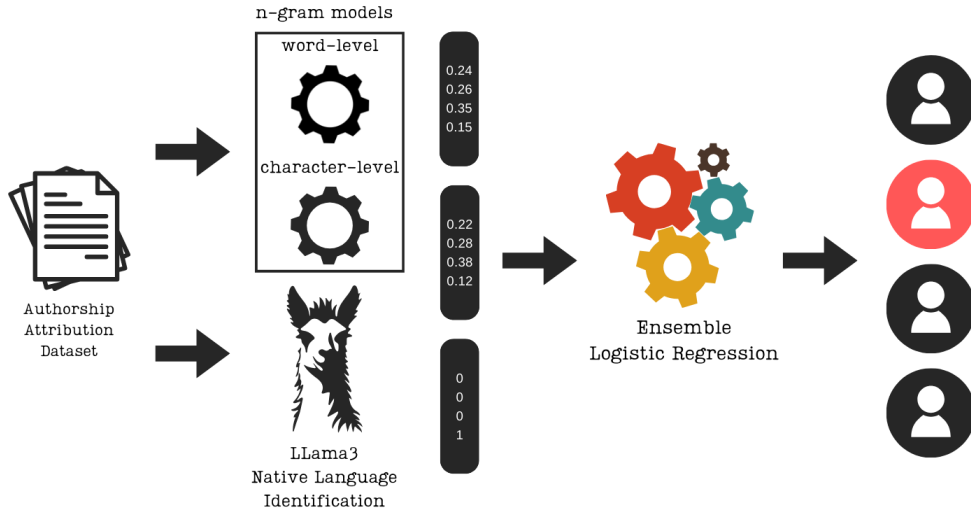 n-gram models
word-level
character-level
0.24
0.26
0.35
0.15
0.22
0.28
0.38
0.12
0
0
0
1
Authorship
Attribution
Dataset
LLama3
Native Language
Identification
Ensemble
Logistic Regression